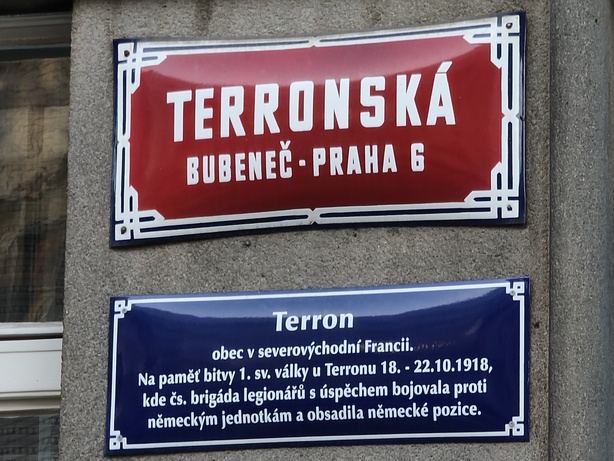 TERRONSKÁ
BUBENEČ - PRAHA 6
Terron
obec v severovýchodní Francii.
Na paměť bitvy 1. sv. války u Terronu 18. - 22.10.1918,
kde čs. brigáda legionářů s úspěchem bojovala proti
německým jednotkám a obsadila německé pozice.